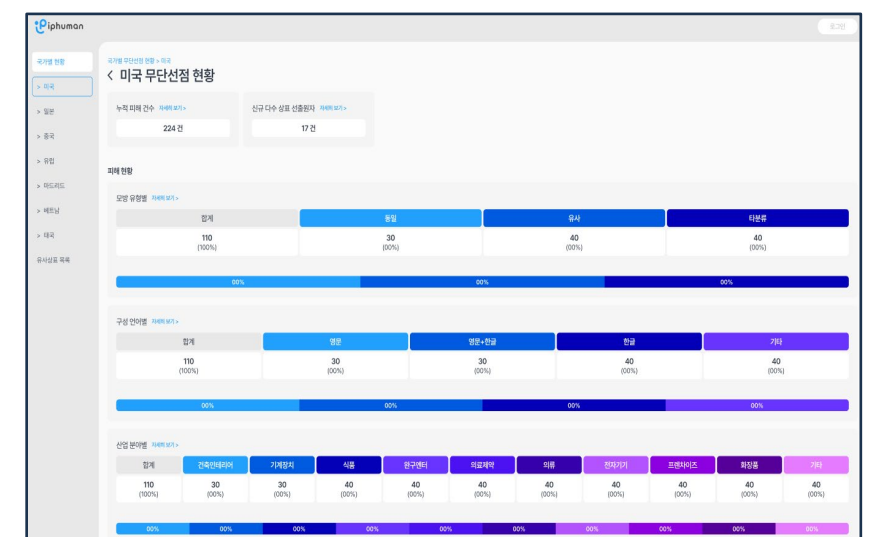 iphuman
로그인
국가별 현황
> 미국
> 일본
> 중국
> 유럽
> 마드리드
> 베트남
> 태국
유사상표 목록
국가별 무단선점 현황 > 미국
< 미국 무단선점 현황
누적 피해 건수 자세히 보기 >
224 건
신규 다수 상표 선출원자 자세히 보기 >
17 건
피해 현황
모방 유형별 자세히 보기 >
합계 동일 유사 타분류
110 30 40 40
(100%) (00%) (00%) (00%)
00% 00% 00%
구성 언어별 자세히 보기 >
합계 영문 영문+한글 한글 기타
110 30 30 40 40
(100%) (00%) (00%) (00%) (00%)
00% 00% 00% 00%
산업 분야별 자세히 보기 >
합계 건축인테리어 기계장치 식품 완구엔터 의료제약 의류 전자기기 프랜차이즈 화장품 기타
110 30 30 40 40 40 40 40 40 40 40
(100%) (00%) (00%) (00%) (00%) (00%) (00%) (00%) (00%) (00%) (00%)
00% 00% 00% 00% 00% 00% 00% 00% 00% 00%